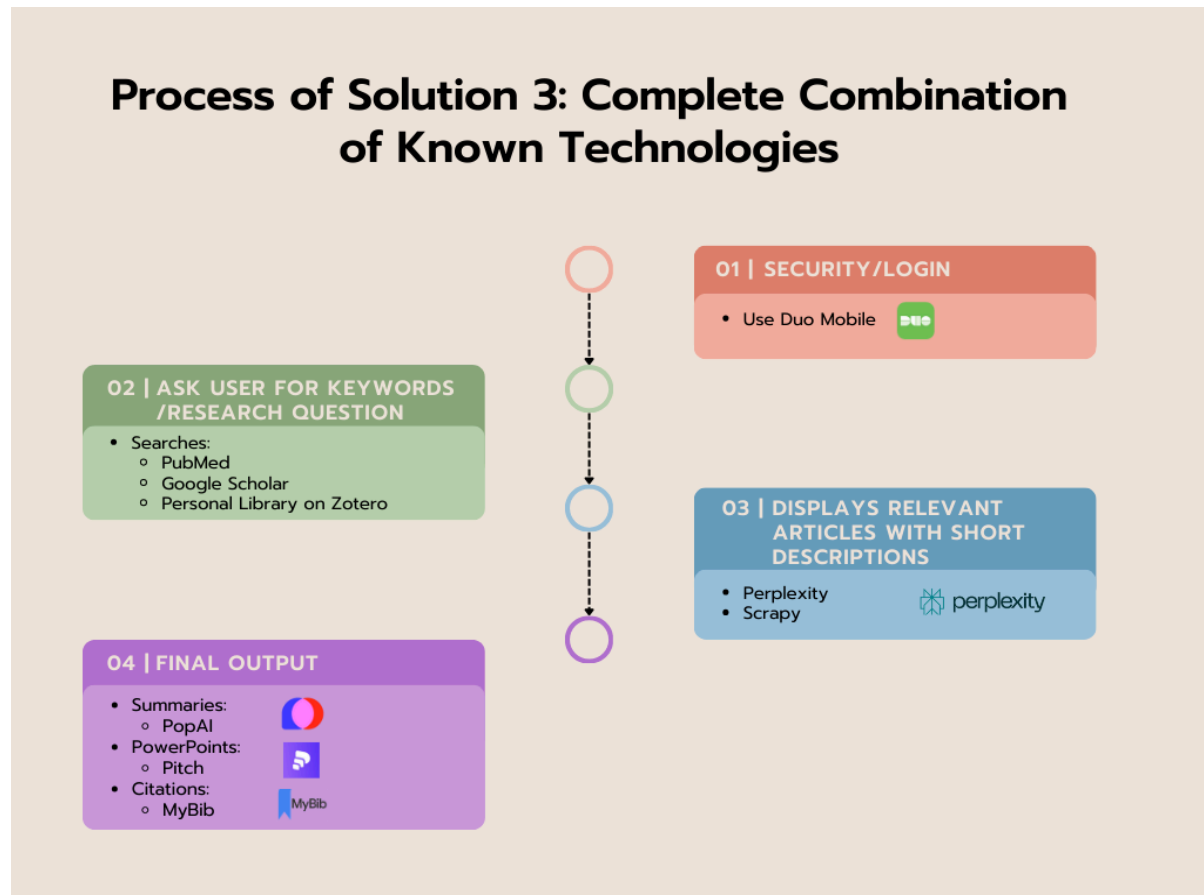 Process of Solution 3: Complete Combination
of Known Technologies
01 | SECURITY/LOGIN
• Use Duo Mobile
DUO
02 | ASK USER FOR KEYWORDS
/RESEARCH QUESTION
• Searches:
○ PubMed
○ Google Scholar
○ Personal Library on Zotero
03 | DISPLAYS RELEVANT
ARTICLES WITH SHORT
DESCRIPTIONS
• Perplexity
• Scrapy
perplexity
04 | FINAL OUTPUT
• Summaries:
○ PopAI
• PowerPoints:
○ Pitch
• Citations:
○ MyBib
MyBib